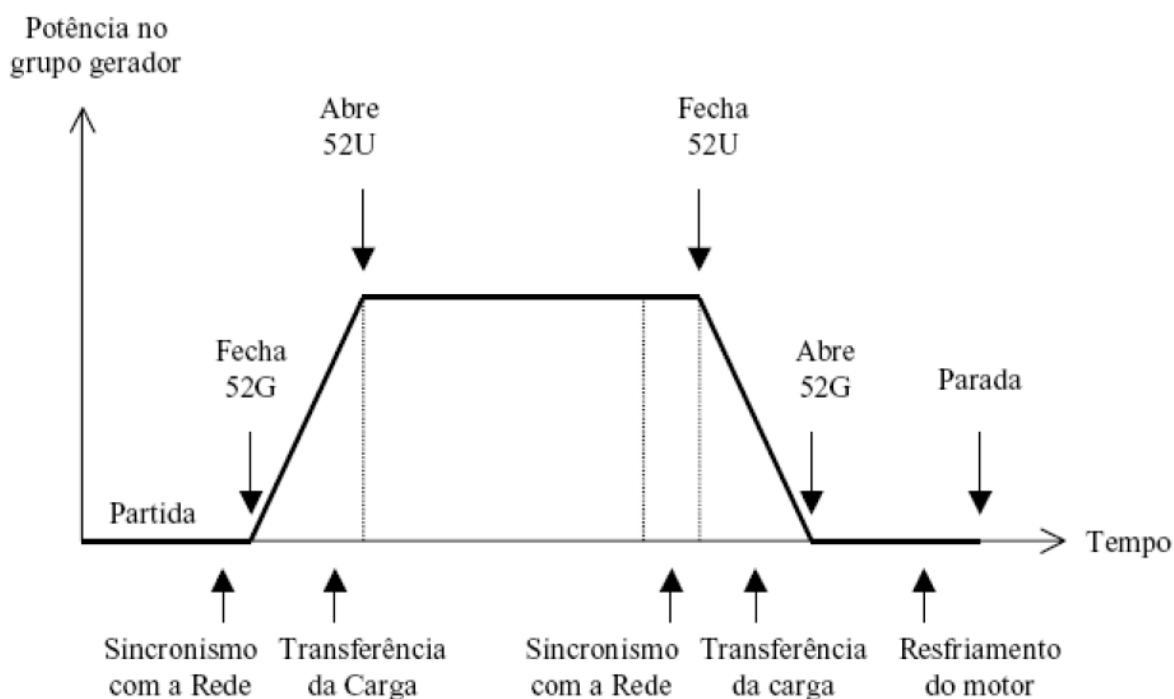 Potência no
grupo gerador
Abre
52U
Fecha
52U
Fecha
52G
Abre
52G
Parada
Partida
Tempo
Sincronismo
com a Rede
Transferência
da Carga
Sincronismo
com a Rede
Transferência
da carga
Resfriamento
do motor